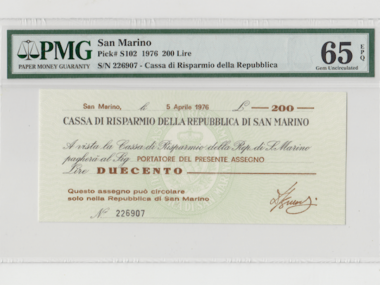 PMG
PAPER MONEY GUARANTY
San Marino
Pick# S102 1976 200 Lire
S/N 226907 - Cassa di Risparmio della Repubblica
65 EPQ
Gem Uncirculated
San Marino, li 5 Aprile 1976 L. — 200 —
CASSA DI RISPARMIO DELLA REPUBBLICA DI SAN MARINO
A vista la Cassa di Risparmio della Rep. di S. Marino
pagherà al Sig. PORTATORE DEL PRESENTE ASSEGNO
Lire DUECENTO
Questo assegno può circolare
solo nella Repubblica di San Marino
N° 226907